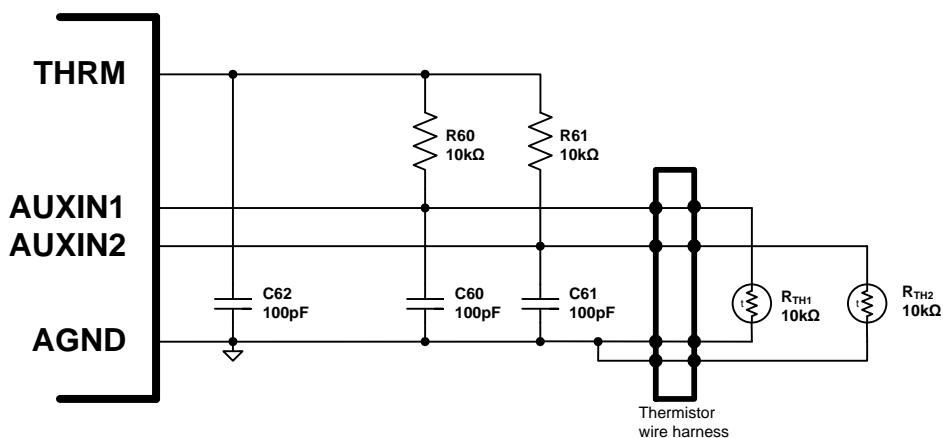 THRM
R60
10kΩ
R61
10kΩ
AUXIN1
AUXIN2
C62
100pF
C60
100pF
C61
100pF
t
RTH1
10kΩ
t
RTH2
10kΩ
AGND
Thermistor
wire harness